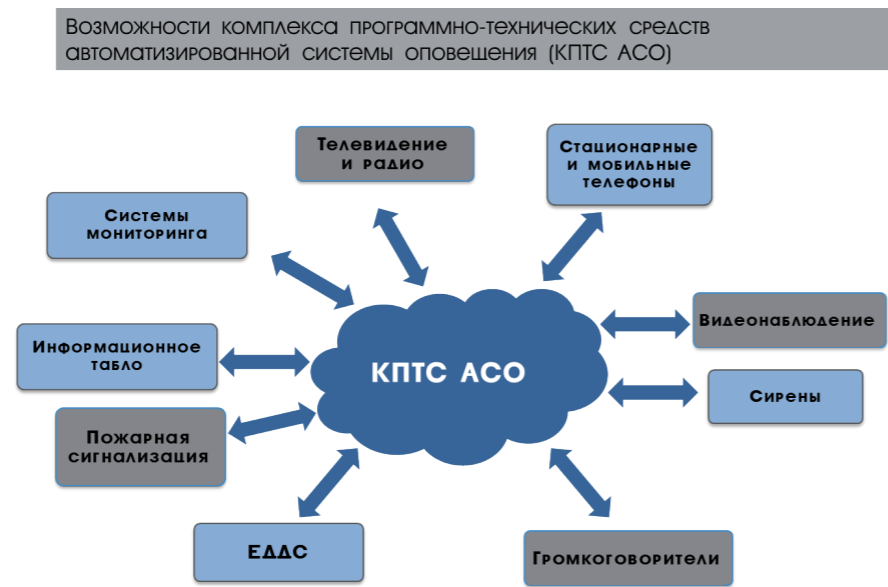 Возможности комплекса программно-технических средств
автоматизированной системы оповещения (КПТС АСО)
Телевидение
и радио
Стационарные
и мобильные
телефоны
Системы
мониторинга
Видеонаблюдение
Информационное
табло
КПТС АСО
Сирены
Пожарная
сигнализация
ЕДДС
Громкоговорители